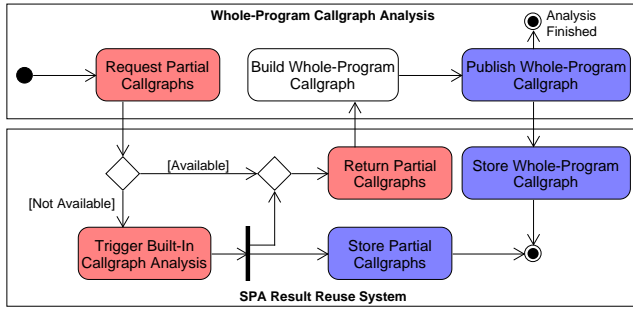 Whole-Program Callgraph Analysis
Analysis
Finished
Request Partial
Callgraphs
Build Whole-Program
Callgraph
Publish Whole-Program
Callgraph
[Available]
Return Partial
Callgraphs
Store Whole-Program
Callgraph
[Not Available]
Trigger Built-In
Callgraph Analysis
Store Partial
Callgraphs
SPA Result Reuse System